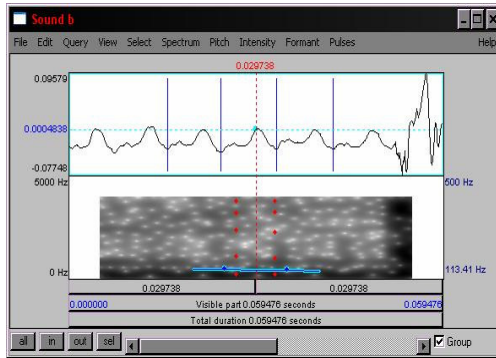 Sound b
File Edit Query View Select Spectrum Pitch Intensity Formant Pulses Help
0.029738
0.09579
0.0004838
-0.07748
5000 Hz 500 Hz
0 Hz 113.41 Hz
0.029738 0.029738
0.000000 Visible part 0.059476 seconds 0.059476
Total duration 0.059476 seconds
all in out sel Group